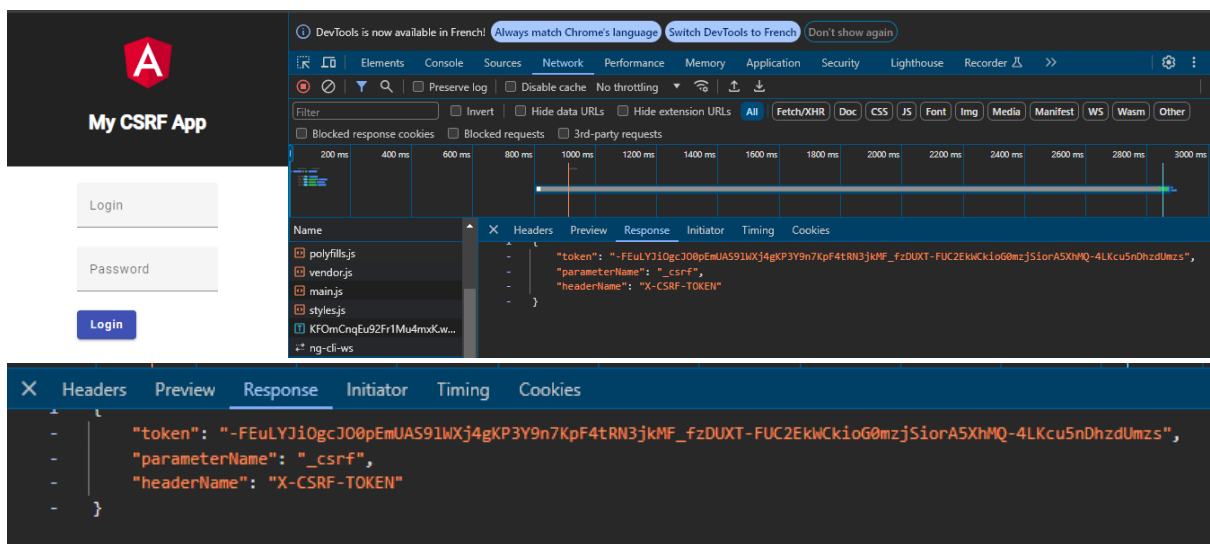 A
My CSRF App
Login
Password
Login
DevTools is now available in French! Always match Chrome's language Switch DevTools to French Don't show again
Elements Console Sources Network Performance Memory Application Security Lighthouse Recorder >>
Preserve log Disable cache No throttling
Filter Invert Hide data URLs Hide extension URLs All Fetch/XHR Doc CSS JS Font Img Media Manifest WS Wasm Other
Blocked response cookies Blocked requests 3rd-party requests
200 ms 400 ms 600 ms 800 ms 1000 ms 1200 ms 1400 ms 1600 ms 1800 ms 2000 ms 2200 ms 2400 ms 2600 ms 2800 ms 3000 ms
Name
polyfills.js
vendor.js
main.js
styles.js
KFOmCnqEu92Fr1Mu4mxK.w...
ng-cli-ws
Headers Preview Response Initiator Timing Cookies
1 {
- "token": "-FEuLYJiOgcJO0pEmUAS91WXj4gKP3Y9n7KpF4tRN3jkMF_fzDUXT-FUC2EkWCkioG0mzjSiorA5XhMQ-4LKcu5nDhzdUmzs",
- "parameterName": "_csrf",
- "headerName": "X-CSRF-TOKEN"
- }
Headers Preview Response Initiator Timing Cookies
1 {
- "token": "-FEuLYJiOgcJO0pEmUAS91WXj4gKP3Y9n7KpF4tRN3jkMF_fzDUXT-FUC2EkWCkioG0mzjSiorA5XhMQ-4LKcu5nDhzdUmzs",
- "parameterName": "_csrf",
- "headerName": "X-CSRF-TOKEN"
- }